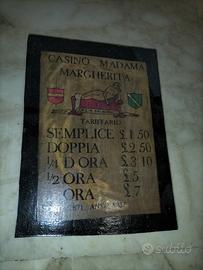 CASINO MADAMA
MARGHERITA
TARIFFARIO
SEMPLICE £ 1.50
DOPPIA £ 2.50
1/4 D'ORA £ 3.10
1/2 ORA £ 5
ORA £ 7
subito.it